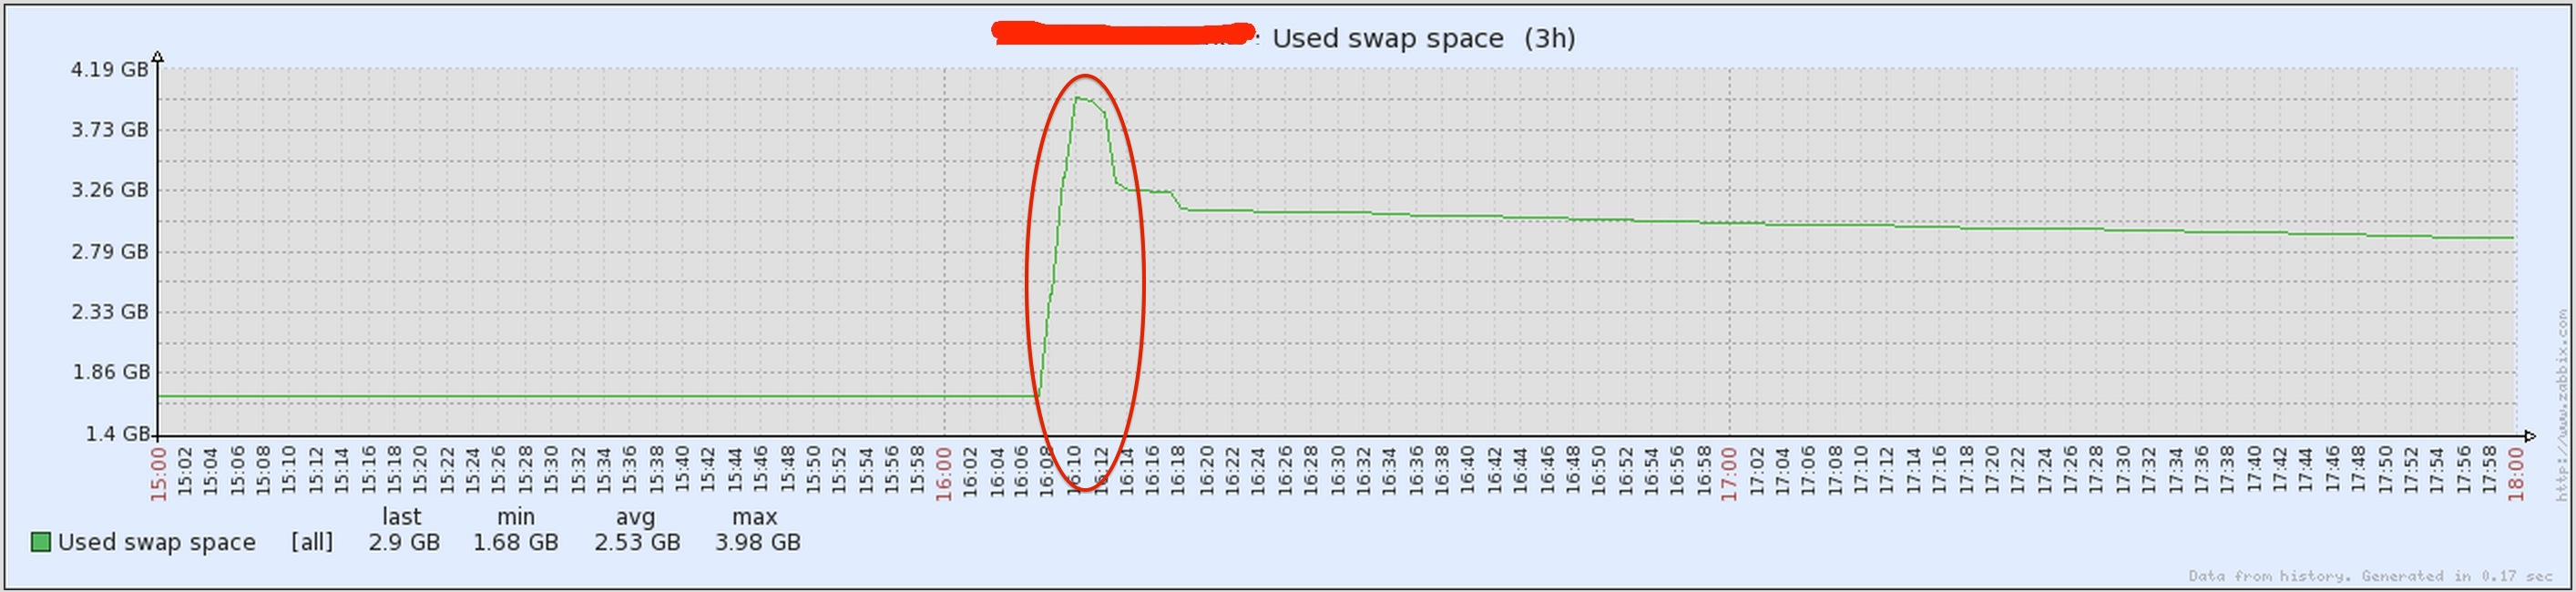 : Used swap space (3h)
4.19 GB
3.73 GB
3.26 GB
2.79 GB
2.33 GB
1.86 GB
1.4 GB
15:00 15:02 15:04 15:06 15:08 15:10 15:12 15:14 15:16 15:18 15:20 15:22 15:24 15:26 15:28 15:30 15:32 15:34 15:36 15:38 15:40 15:42 15:44 15:46 15:48 15:50 15:52 15:54 15:56 15:58 16:00 16:02 16:04 16:06 16:08 16:10 16:12 16:14 16:16 16:18 16:20 16:22 16:24 16:26 16:28 16:30 16:32 16:34 16:36 16:38 16:40 16:42 16:44 16:46 16:48 16:50 16:52 16:54 16:56 16:58 17:00 17:02 17:04 17:06 17:08 17:10 17:12 17:14 17:16 17:18 17:20 17:22 17:24 17:26 17:28 17:30 17:32 17:34 17:36 17:38 17:40 17:42 17:44 17:46 17:48 17:50 17:52 17:54 17:56 17:58 18:00
last min avg max
Used swap space [all] 2.9 GB 1.68 GB 2.53 GB 3.98 GB
http://www.zabbix.com
Data from history. Generated in 0.17 sec